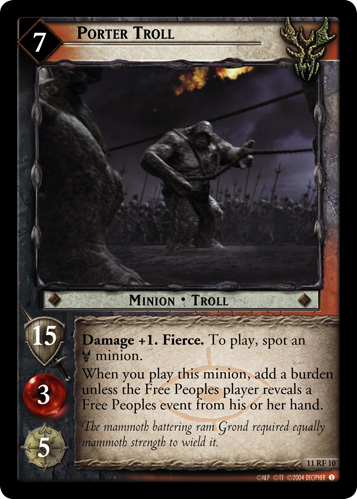 7
PORTER TROLL
MINION • TROLL
15
3
5
Damage +1. Fierce. To play, spot an
minion.
When you play this minion, add a burden
unless the Free Peoples player reveals a
Free Peoples event from his or her hand.
The mammoth battering ram Grond required equally
mammoth strength to wield it.
11 RF 10
©NLP ©TE ©2004 DECIPHER